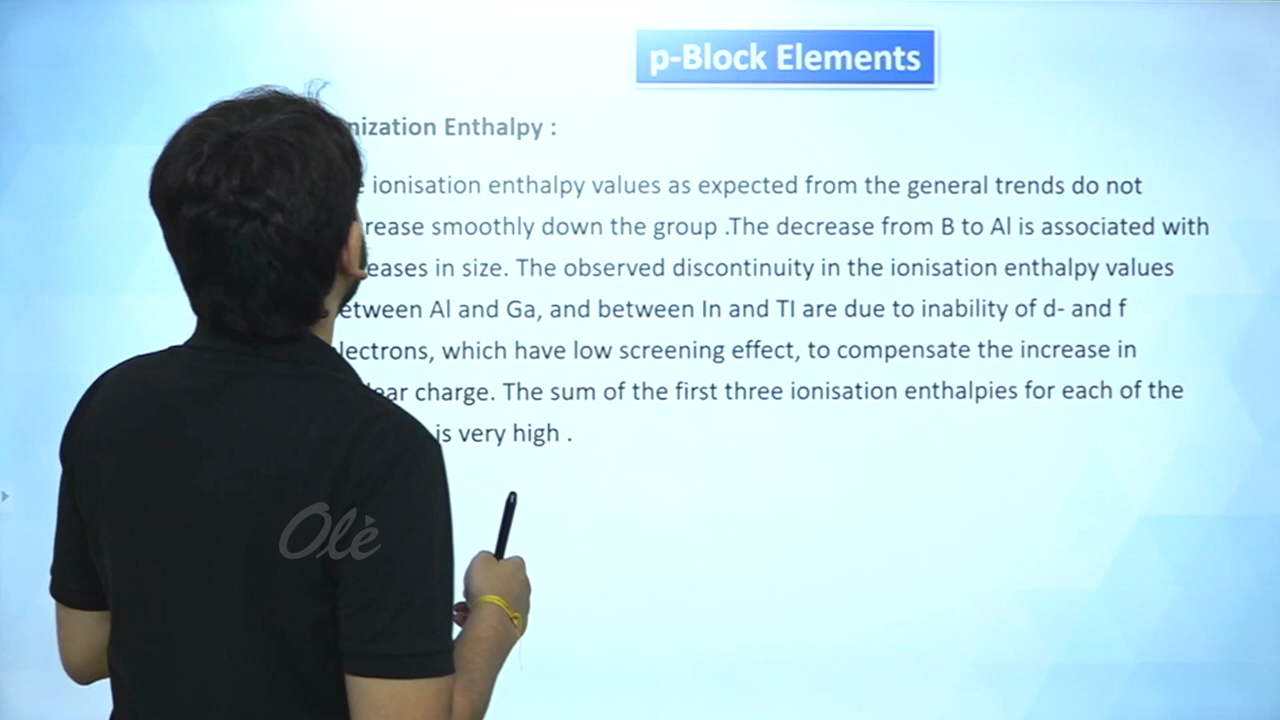 p-Block Elements
nization Enthalpy :
ionisation enthalpy values as expected from the general trends do not
rease smoothly down the group .The decrease from B to Al is associated with
eases in size. The observed discontinuity in the ionisation enthalpy values
etween Al and Ga, and between In and TI are due to inability of d- and f
lectrons, which have low screening effect, to compensate the increase in
ear charge. The sum of the first three ionisation enthalpies for each of the
is very high .
Olè